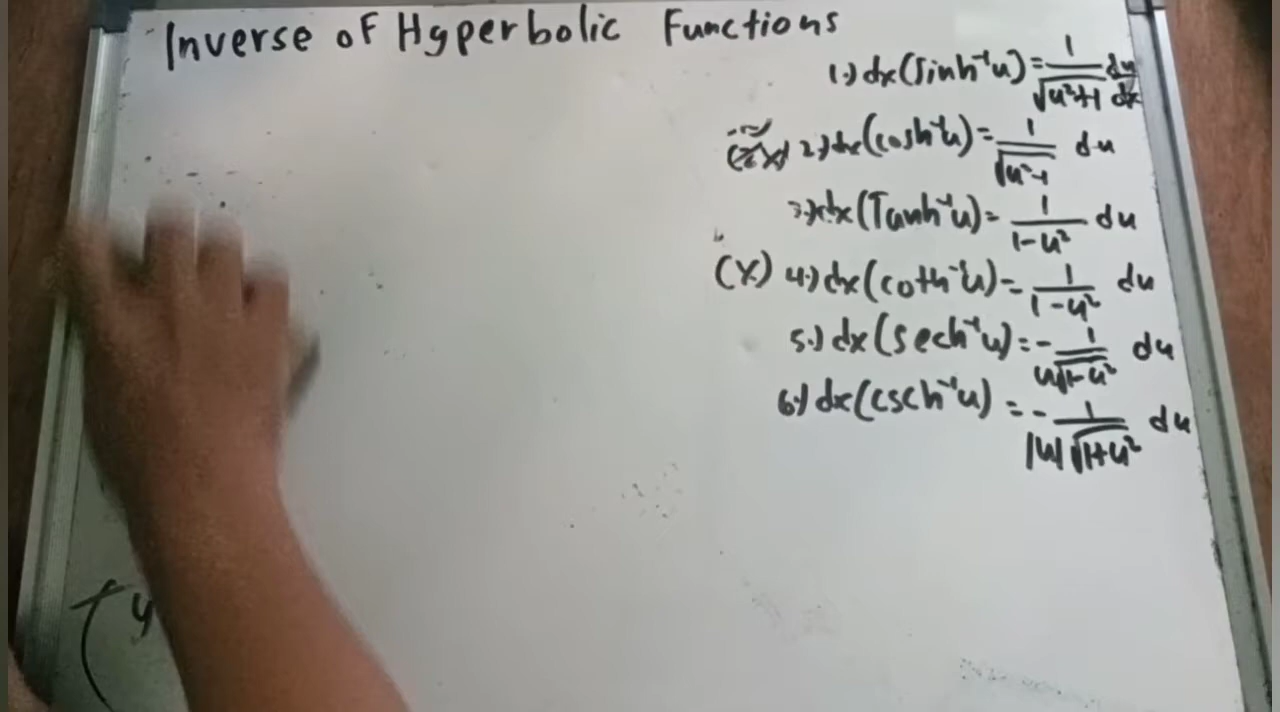 Inverse of Hyperbolic Functions
1.) dx(sinh⁻¹u) = 1/√(u²+1) du/dx
2.) dx(cosh⁻¹u) = 1/√(u²-1) du
3.) dx(Tanh⁻¹u) = 1/(1-u²) du
(x) 4.) dx(coth⁻¹u) = 1/(1-u²) du
5.) dx(sech⁻¹u) = - 1/(u√(1-u²)) du
6.) dx(csch⁻¹u) = - 1/(|u|√(1+u²)) du
(4